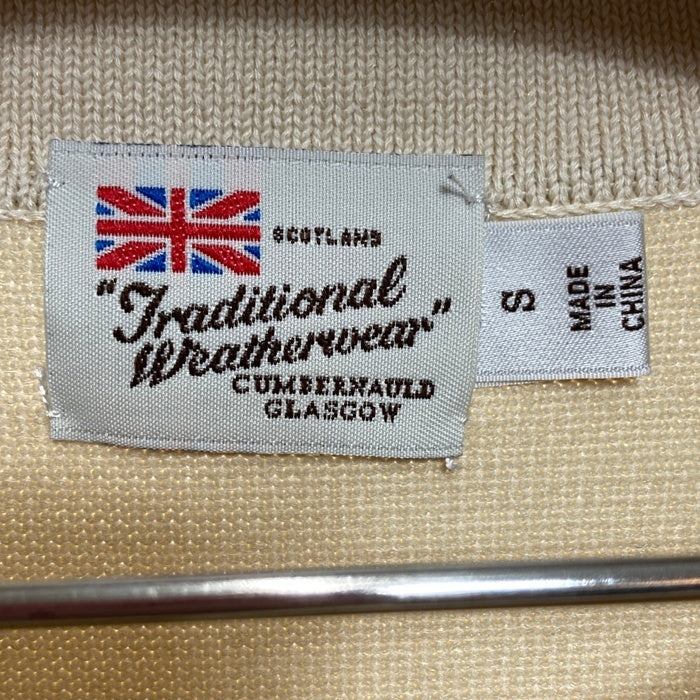 SCOTLAND
"Traditional
Weatherwear"
CUMBERNAULD
GLASGOW
S
MADE
IN
CHINA